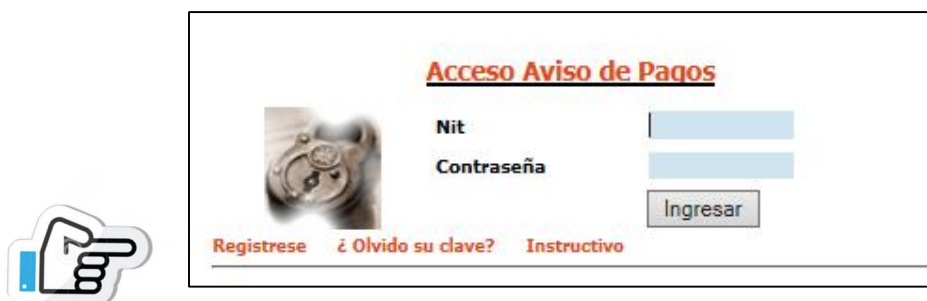 Acceso Aviso de Pagos
Nit
Contraseña
Ingresar
Registrese ¿ Olvido su clave? Instructivo